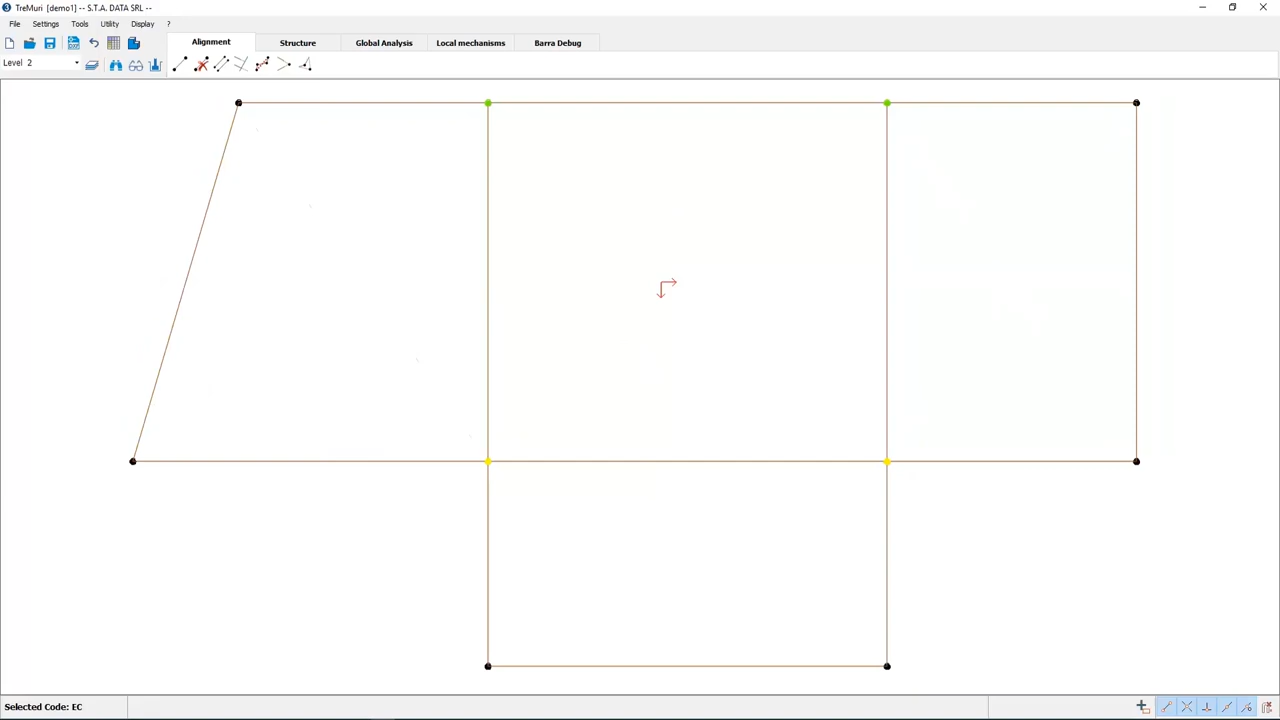 TreMuri [demo1] -- S.T.A. DATA SRL --
File Settings Tools Utility Display ?
Alignment Structure Global Analysis Local mechanisms Barra Debug
Level 2
Selected Code: EC